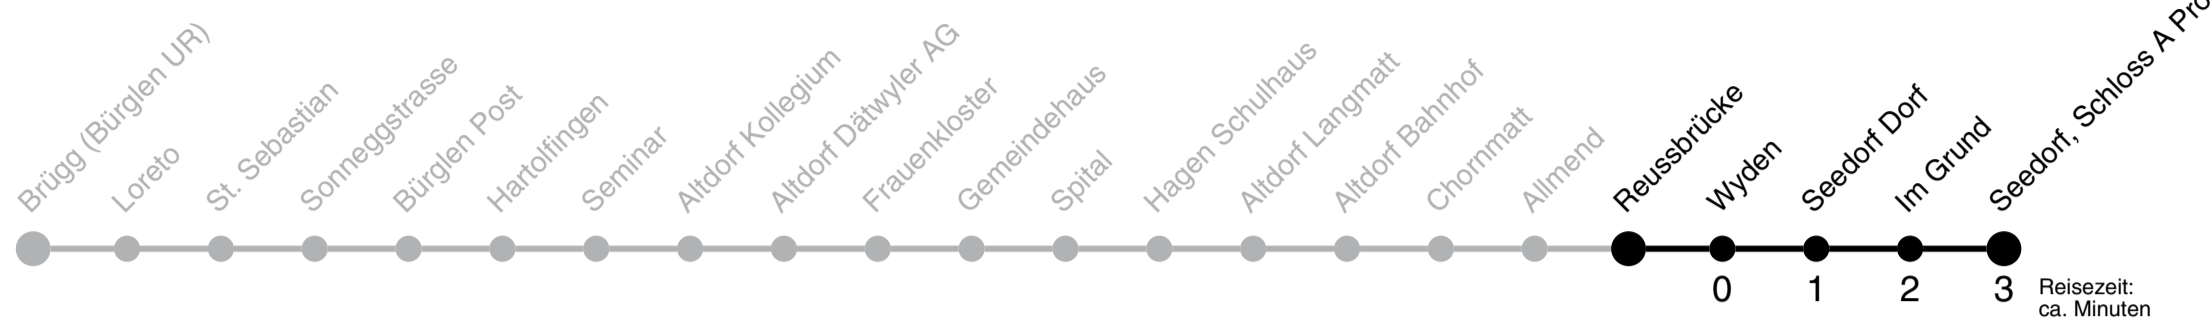 Brügg (Bürglen UR)
Loreto
St. Sebastian
Sonneggstrasse
Bürglen Post
Hartolfingen
Seminar
Altdorf Kollegium
Altdorf Dätwyler AG
Frauenkloster
Gemeindehaus
Spital
Hagen Schulhaus
Altdorf Langmatt
Altdorf Bahnhof
Chornmatt
Allmend
Reussbrücke
Wyden
Seedorf Dorf
Im Grund
Seedorf, Schloss A Pro
0 1 2 3
Reisezeit:
ca. Minuten